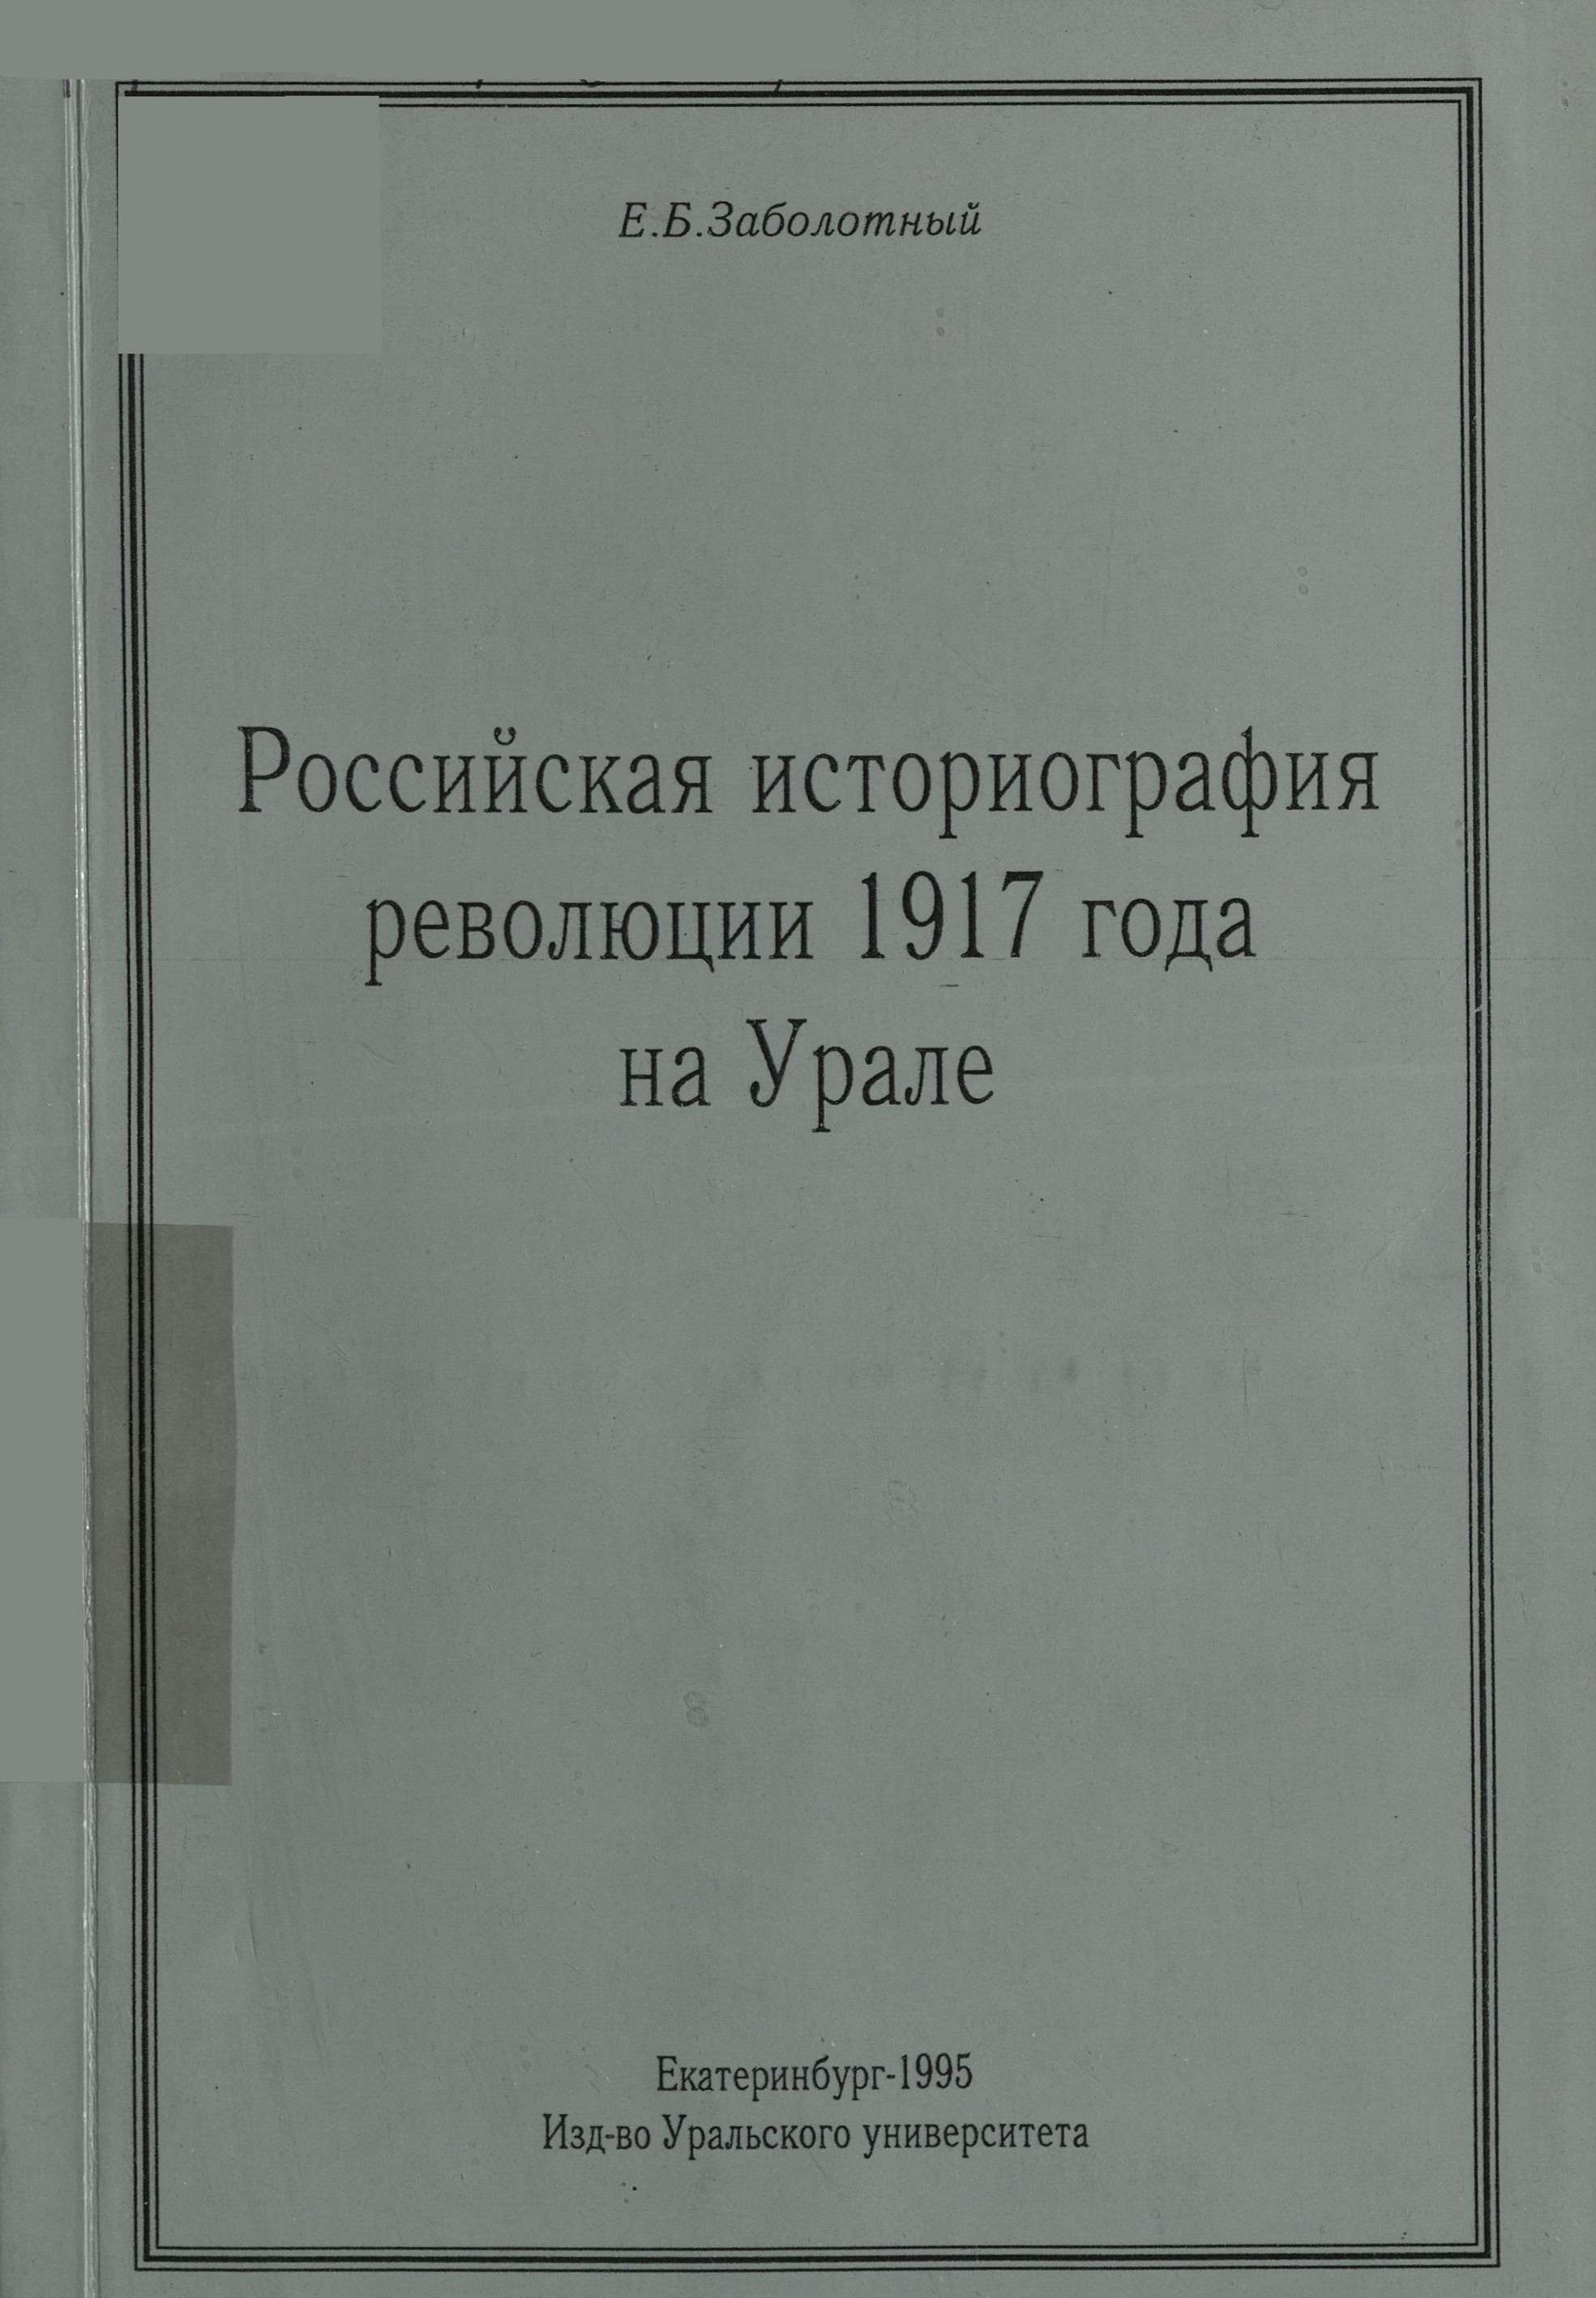 Е.Б.Заболотный
Российская историография
революции 1917 года
на Урале
Екатеринбург-1995
Изд-во Уральского университета